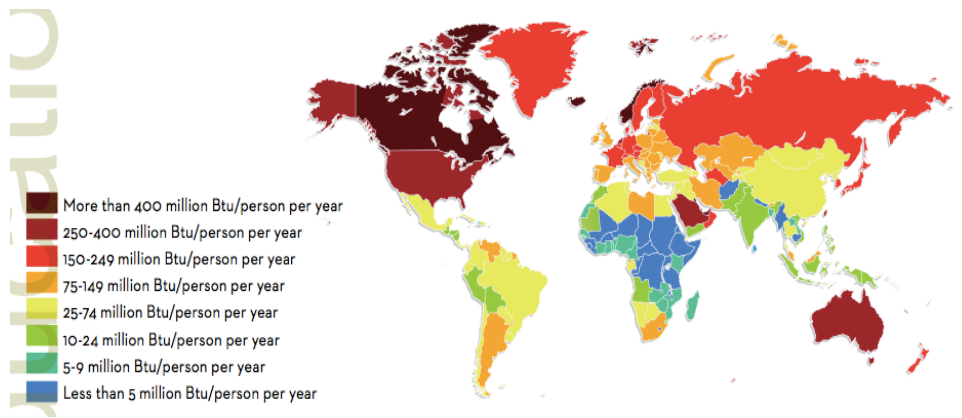 More than 400 million Btu/person per year
250-400 million Btu/person per year
150-249 million Btu/person per year
75-149 million Btu/person per year
25-74 million Btu/person per year
10-24 million Btu/person per year
5-9 million Btu/person per year
Less than 5 million Btu/person per year